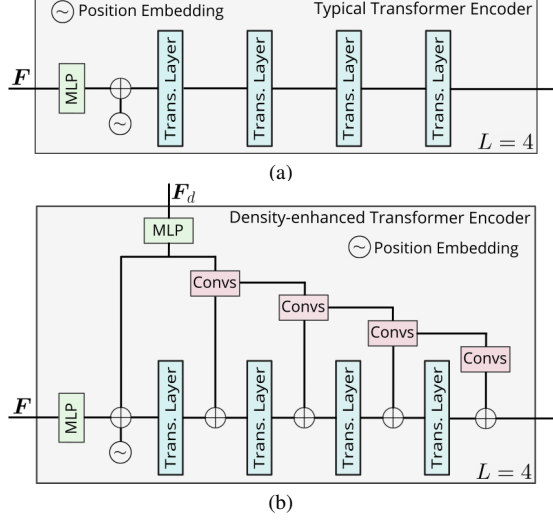 ~ Position Embedding
Typical Transformer Encoder
F
MLP
~
Trans. Layer
Trans. Layer
Trans. Layer
Trans. Layer
L = 4
(a)
F_d
Density-enhanced Transformer Encoder
MLP
~ Position Embedding
Convs
Convs
Convs
Convs
F
MLP
~
Trans. Layer
Trans. Layer
Trans. Layer
Trans. Layer
L = 4
(b)